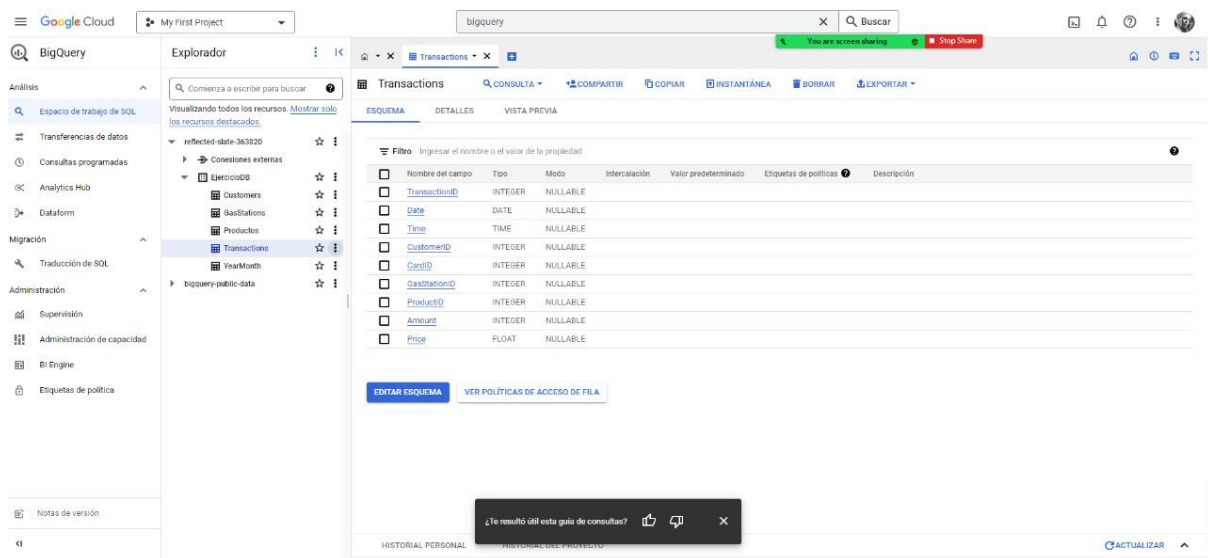 Google Cloud
My First Project
bigquery
Buscar
You are screen sharing
Stop Share
BigQuery
Análisis
Espacio de trabajo de SQL
Transferencias de datos
Consultas programadas
Analytics Hub
Dataform
Migración
Traducción de SQL
Administración
Supervisión
Administración de capacidad
BI Engine
Etiquetas de política
Notas de versión
Explorador
Comienza a escribir para buscar
Visualizando todos los recursos. Mostrar solo
los recursos destacados.
reflected-slate-363820
Conexiones externas
EjercicioDB
Customers
GasStations
Productos
Transactions
YearMonth
bigquery-public-data
Transactions
Transactions
CONSULTA
COMPARTIR
COPIAR
INSTANTÁNEA
BORRAR
EXPORTAR
ESQUEMA DETALLES VISTA PREVIA
Filtro Ingresar el nombre o el valor de la propiedad
Nombre del campo Tipo Modo Intercalación Valor predeterminado Etiquetas de políticas Descripción
TransactionID INTEGER NULLABLE
Date DATE NULLABLE
Time TIME NULLABLE
CustomerID INTEGER NULLABLE
CardID INTEGER NULLABLE
GasStationID INTEGER NULLABLE
ProductID INTEGER NULLABLE
Amount INTEGER NULLABLE
Price FLOAT NULLABLE
EDITAR ESQUEMA VER POLÍTICAS DE ACCESO DE FILA
¿Te resultó útil esta guía de consultas?
HISTORIAL PERSONAL HISTORIAL DEL PROYECTO
ACTUALIZAR